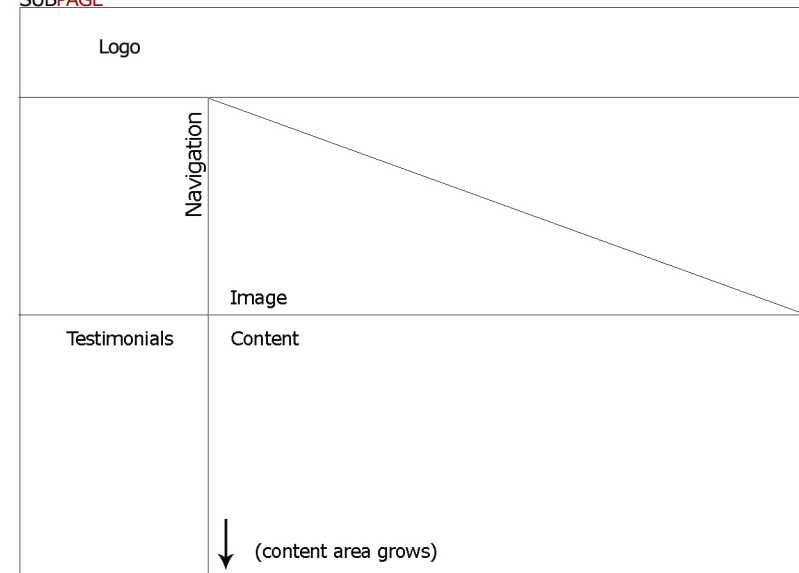 SUBPAGE
Logo
Navigation
Image
Testimonials
Content
(content area grows)